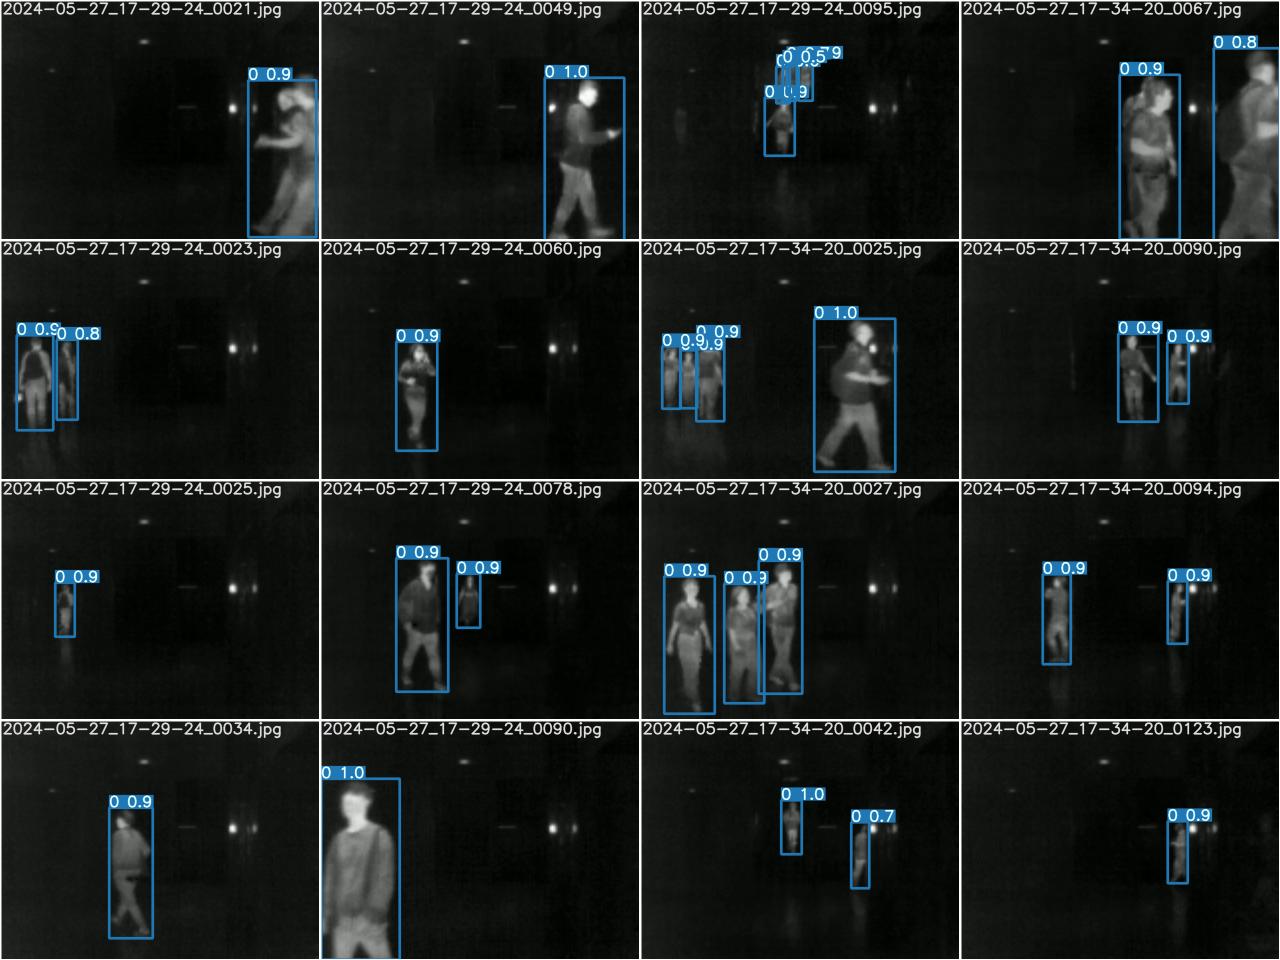 2024-05-27_17-29-24_0021.jpg
0 0.9
2024-05-27_17-29-24_0049.jpg
0 1.0
2024-05-27_17-29-24_0095.jpg
0 0.5
0 0.9
2024-05-27_17-34-20_0067.jpg
0 0.8
0 0.9
2024-05-27_17-29-24_0023.jpg
0 0.9
0 0.8
2024-05-27_17-29-24_0060.jpg
0 0.9
2024-05-27_17-34-20_0025.jpg
0 1.0
0 0.9
0 0.9
0.9
2024-05-27_17-34-20_0090.jpg
0 0.9
0 0.9
2024-05-27_17-29-24_0025.jpg
0 0.9
2024-05-27_17-29-24_0078.jpg
0 0.9
0 0.9
2024-05-27_17-34-20_0027.jpg
0 0.9
0 0.9
0 0.9
2024-05-27_17-34-20_0094.jpg
0 0.9
0 0.9
2024-05-27_17-29-24_0034.jpg
0 0.9
2024-05-27_17-29-24_0090.jpg
0 1.0
2024-05-27_17-34-20_0042.jpg
0 1.0
0 0.7
2024-05-27_17-34-20_0123.jpg
0 0.9